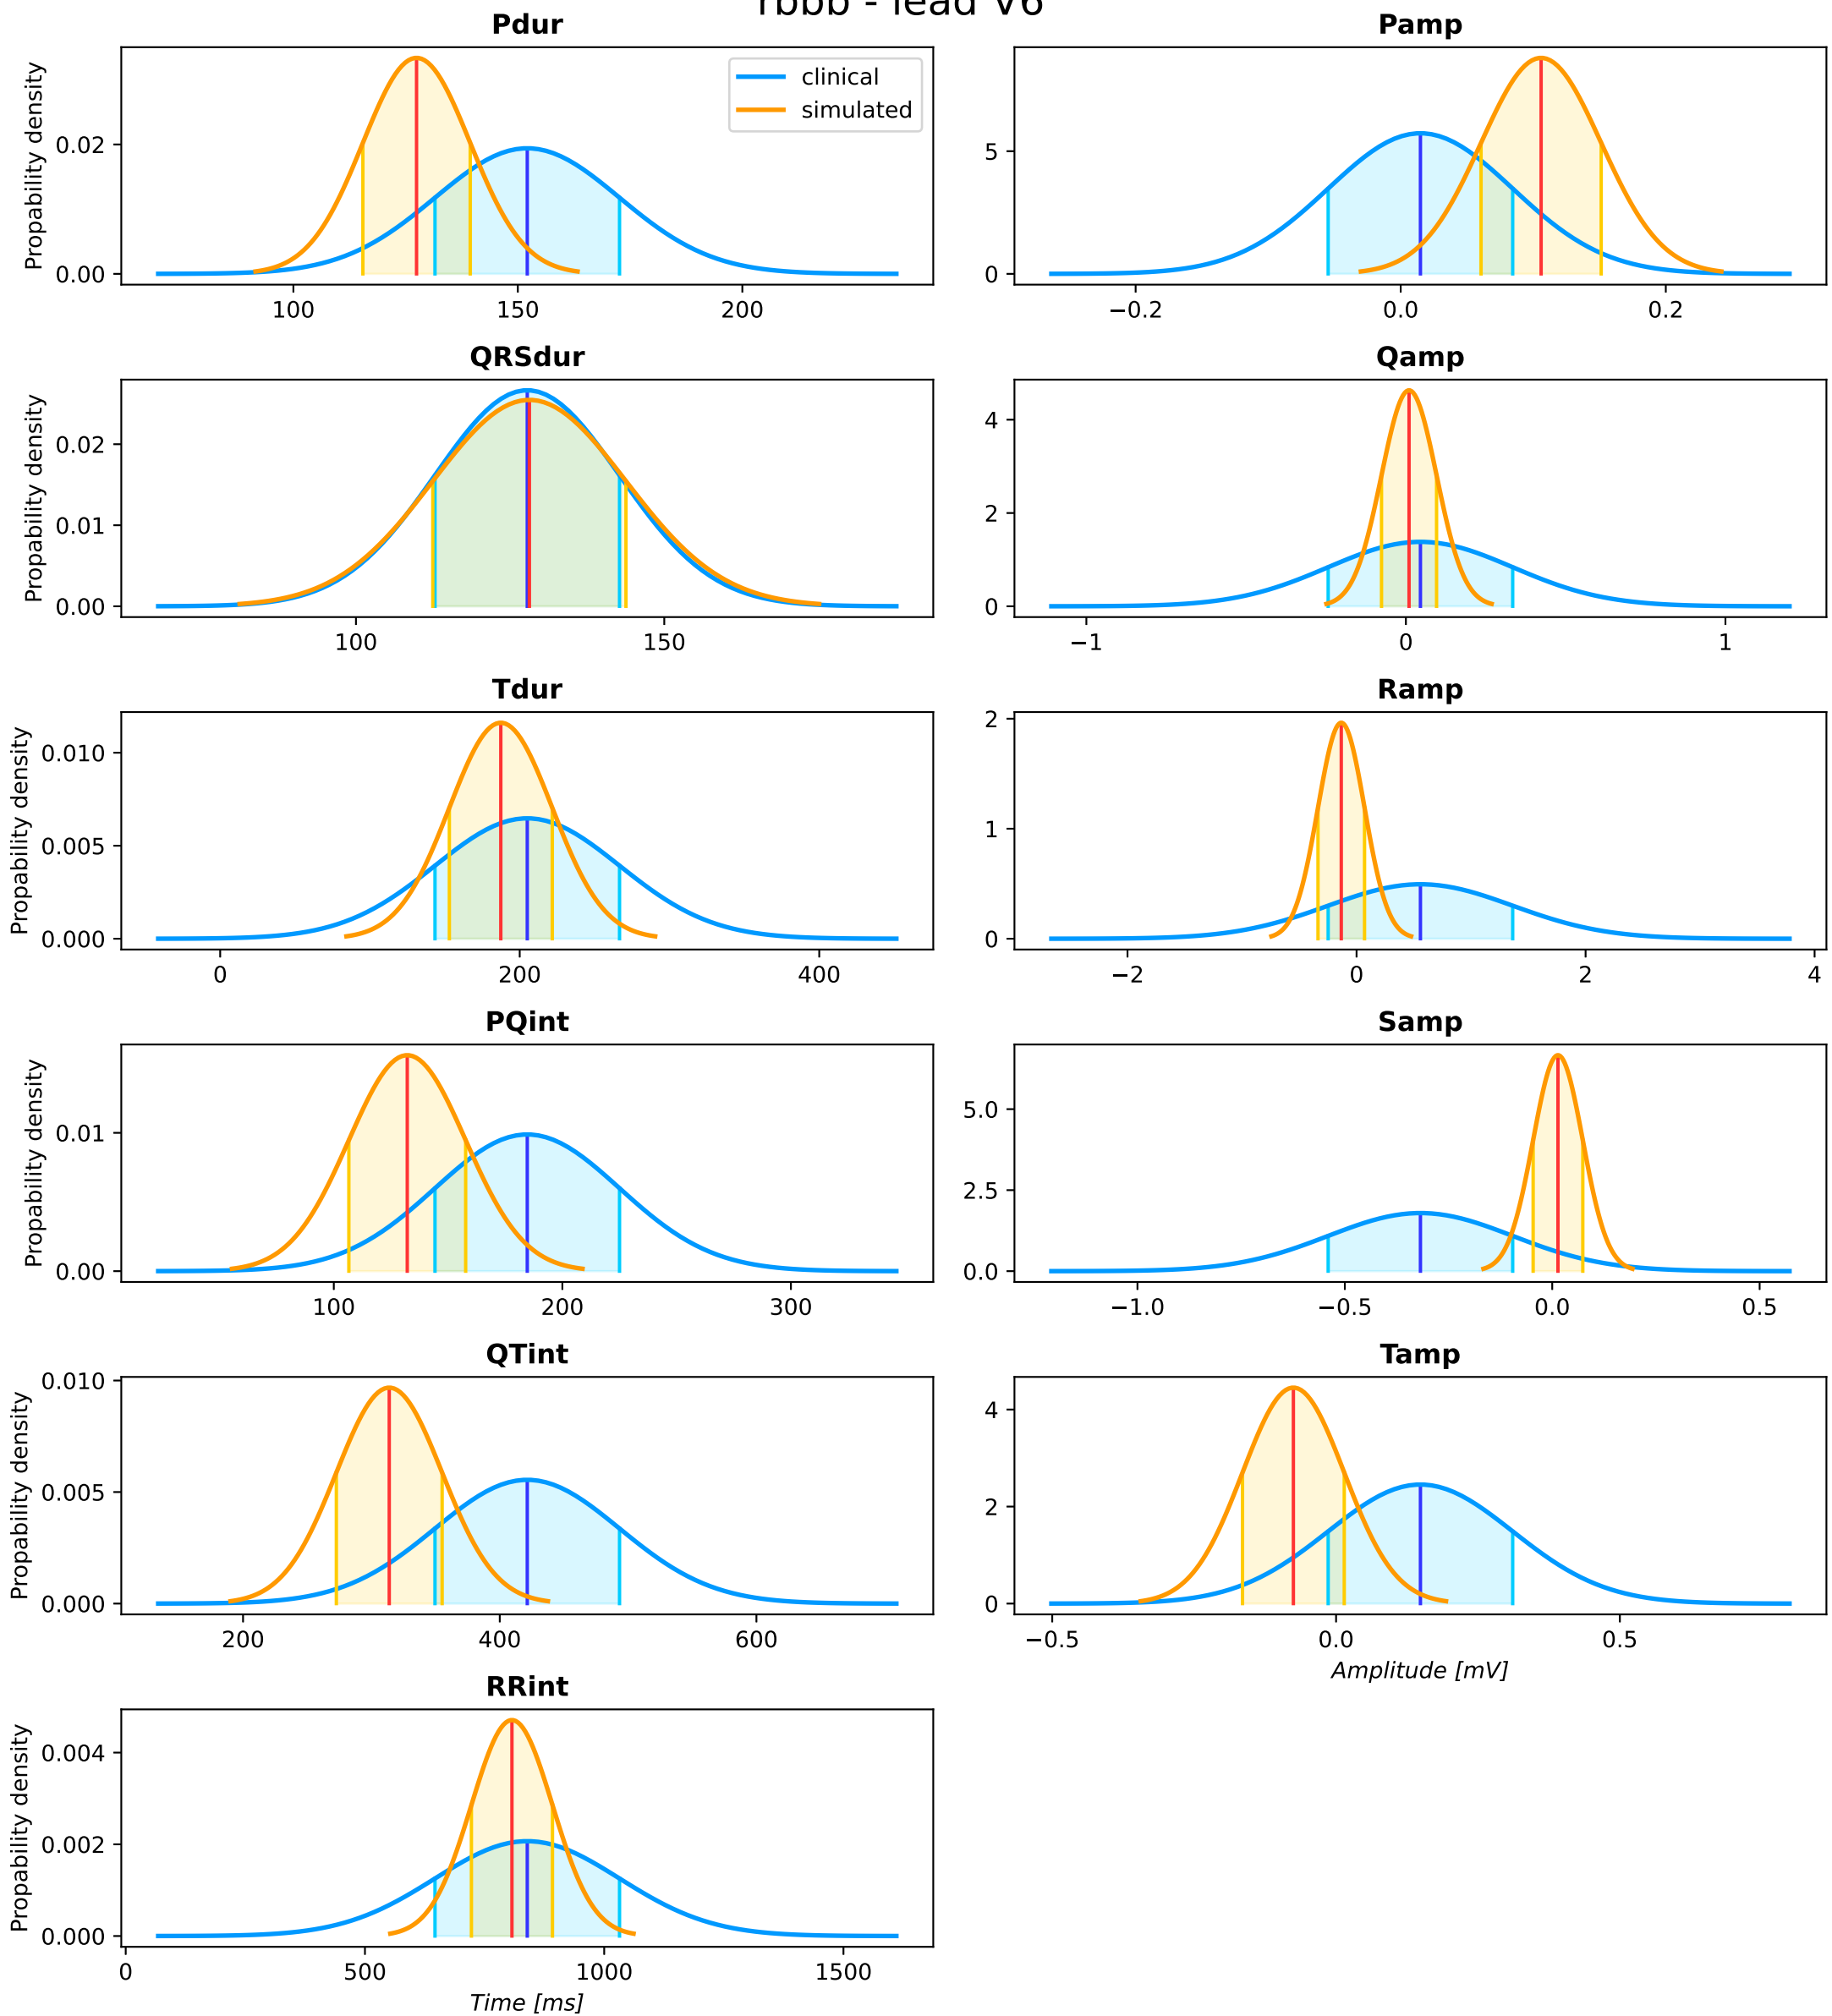 rbbb - lead V6
Pdur
Pamp
Propability density
0.02
0.00
clinical
simulated
100
150
200
5
0
−0.2
0.0
0.2
QRSdur
Qamp
Propability density
0.02
0.01
0.00
100
150
4
2
0
−1
0
1
Tdur
Ramp
Propability density
0.010
0.005
0.000
0
200
400
2
1
0
−2
0
2
4
PQint
Samp
Propability density
0.01
0.00
100
200
300
5.0
2.5
0.0
−1.0
−0.5
0.0
0.5
QTint
Tamp
Propability density
0.010
0.005
0.000
200
400
600
4
2
0
−0.5
0.0
0.5
Amplitude [mV]
RRint
Propability density
0.004
0.002
0.000
0
500
1000
1500
Time [ms]